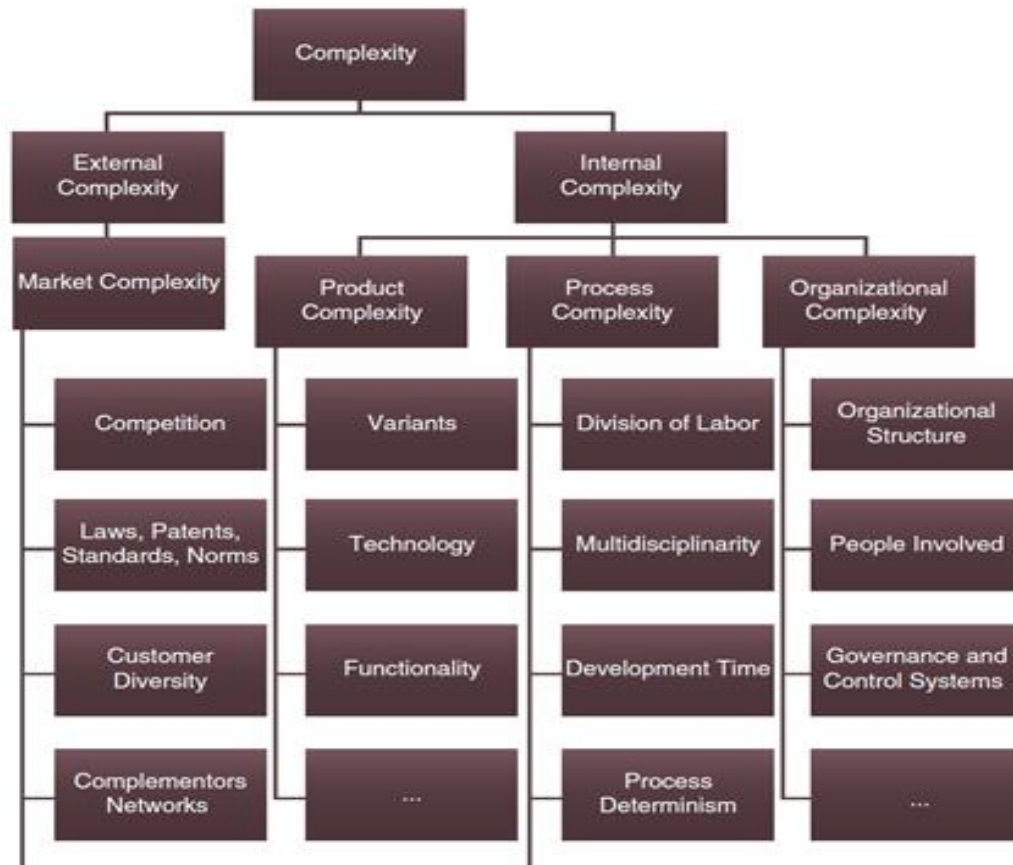 Complexity
External
Complexity
Internal
Complexity
Market Complexity
Product
Complexity
Process
Complexity
Organizational
Complexity
Competition
Variants
Division of Labor
Organizational
Structure
Laws, Patents,
Standards, Norms
Technology
Multidisciplinarity
People Involved
Customer
Diversity
Functionality
Development Time
Governance and
Control Systems
Complementors
Networks
...
Process
Determinism
...